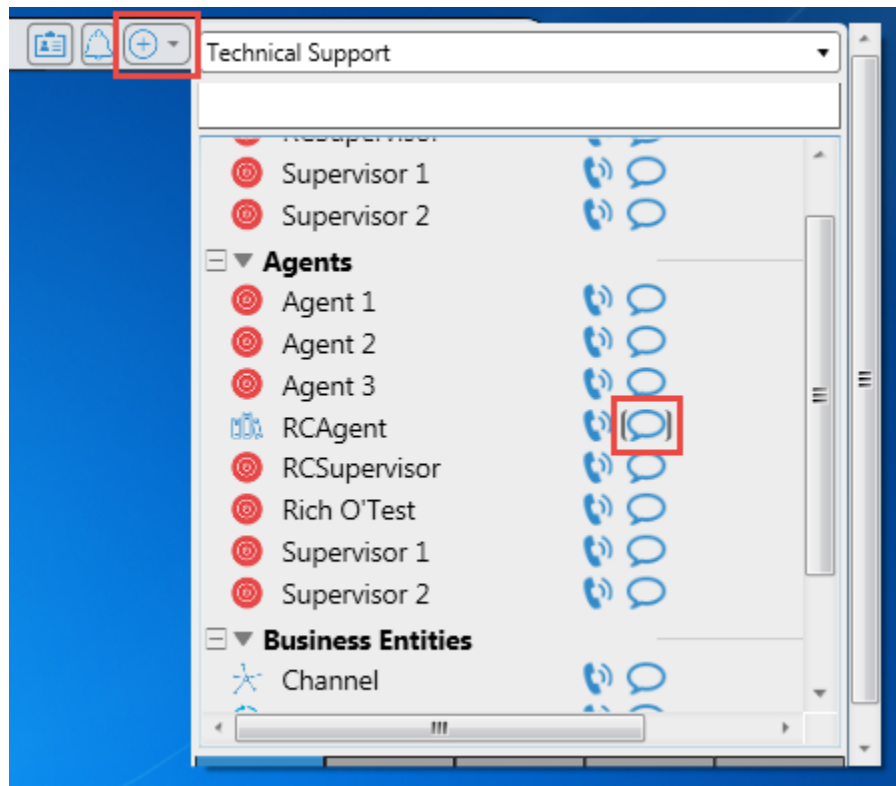 Technical Support
Supervisor 1
Supervisor 2
Agents
Agent 1
Agent 2
Agent 3
RCAgent
RCSupervisor
Rich O'Test
Supervisor 1
Supervisor 2
Business Entities
Channel